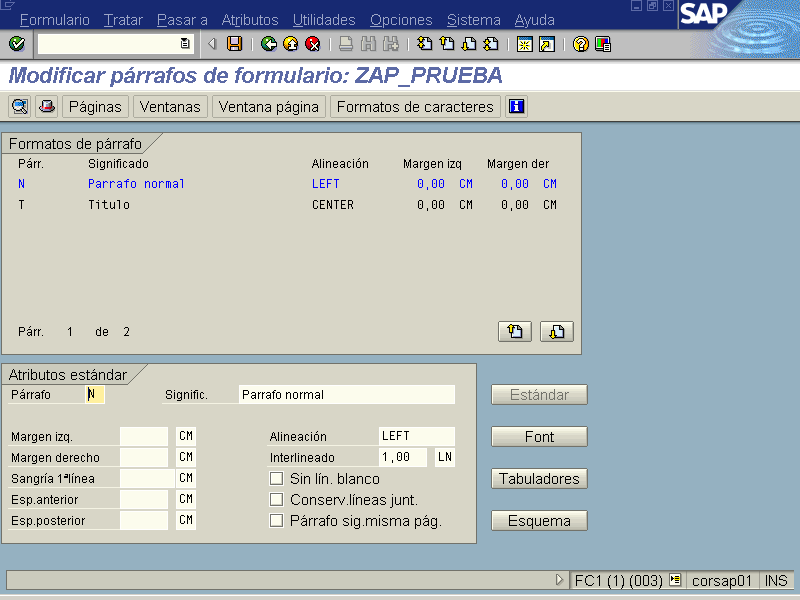 Formulario Tratar Pasar a Atributos Utilidades Opciones Sistema Ayuda
SAP
Modificar párrafos de formulario: ZAP_PRUEBA
Páginas Ventanas Ventana página Formatos de caracteres
Formatos de párrafo
Párr. Significado Alineación Margen izq Margen der
N Parrafo normal LEFT 0,00 CM 0,00 CM
T Titulo CENTER 0,00 CM 0,00 CM
Párr. 1 de 2
Atributos estándar
Párrafo N Signific. Parrafo normal Estándar
Margen izq. CM Alineación LEFT Font
Margen derecho CM Interlineado 1,00 LN
Sangría 1ªlínea CM Sin lín. blanco Tabuladores
Esp.anterior CM Conserv.líneas junt.
Esp.posterior CM Párrafo sig.misma pág. Esquema
FC1 (1) (003) corsap01 INS